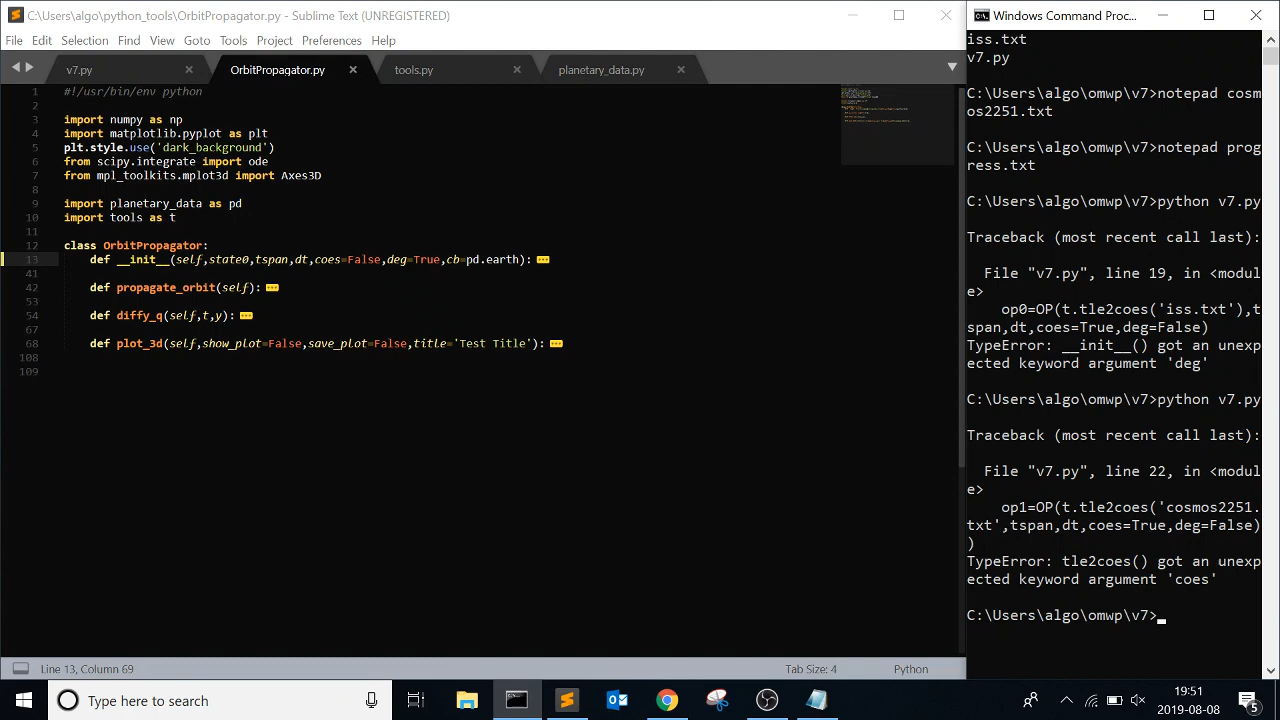 C:\Users\algo\python_tools\OrbitPropagator.py - Sublime Text (UNREGISTERED)
File Edit Selection Find View Goto Tools Project Preferences Help
v7.py OrbitPropagator.py tools.py planetary_data.py
1 #!/usr/bin/env python
2
3 import numpy as np
4 import matplotlib.pyplot as plt
5 plt.style.use('dark_background')
6 from scipy.integrate import ode
7 from mpl_toolkits.mplot3d import Axes3D
8
9 import planetary_data as pd
10 import tools as t
11
12 class OrbitPropagator:
13 def __init__(self,state0,tspan,dt,coes=False,deg=True,cb=pd.earth):
41
42 def propagate_orbit(self):
53
54 def diffy_q(self,t,y):
67
68 def plot_3d(self,show_plot=False,save_plot=False,title='Test Title'):
108
109
Line 13, Column 69 Tab Size: 4 Python
Windows Command Proc...
iss.txt
v7.py
C:\Users\algo\omwp\v7>notepad cosm
os2251.txt
C:\Users\algo\omwp\v7>notepad prog
ress.txt
C:\Users\algo\omwp\v7>python v7.py
Traceback (most recent call last):
File "v7.py", line 19, in <modul
e>
op0=OP(t.tle2coes('iss.txt'),t
span,dt,coes=True,deg=False)
TypeError: __init__() got an unexp
ected keyword argument 'deg'
C:\Users\algo\omwp\v7>python v7.py
Traceback (most recent call last):
File "v7.py", line 22, in <modul
e>
op1=OP(t.tle2coes('cosmos2251.
txt',tspan,dt,coes=True,deg=False)
)
TypeError: tle2coes() got an unexp
ected keyword argument 'coes'
C:\Users\algo\omwp\v7>
Type here to search
19:51
2019-08-08
5